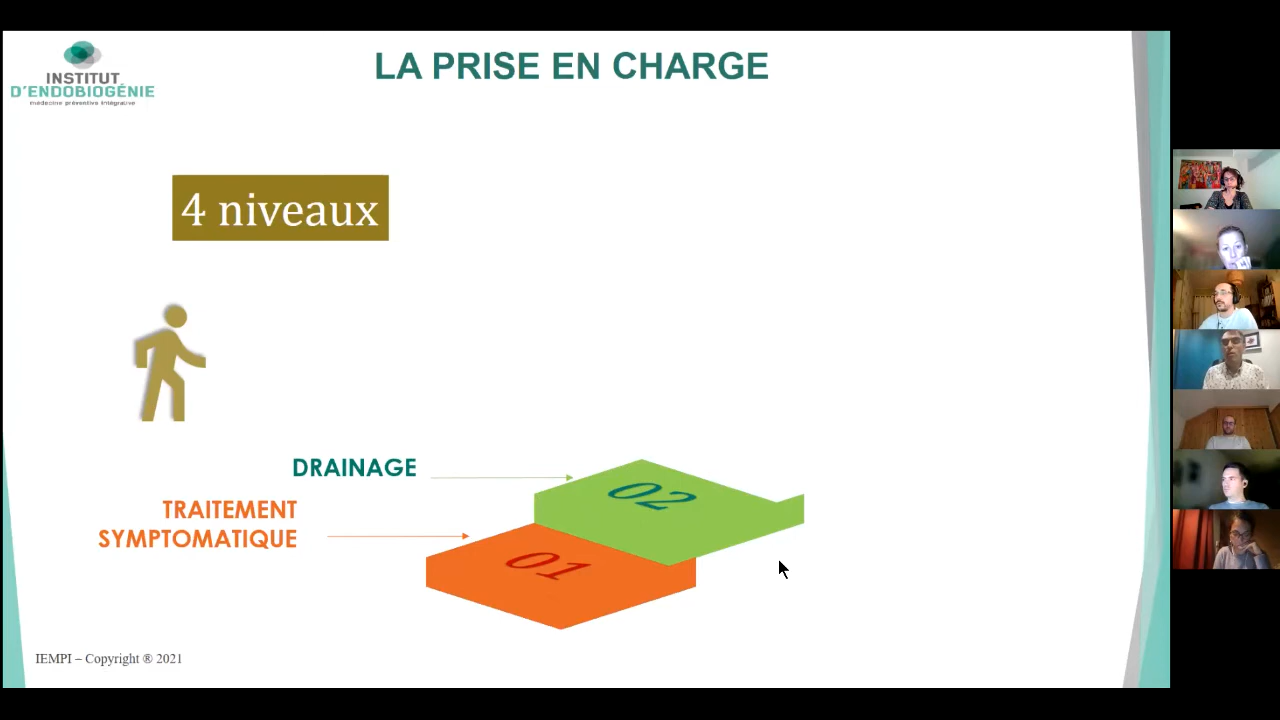 INSTITUT
D'ENDOBIOGÉNIE
médecine préventive intégrative
LA PRISE EN CHARGE
4 niveaux
DRAINAGE
02
TRAITEMENT
SYMPTOMATIQUE
01
IEMPI – Copyright ® 2021